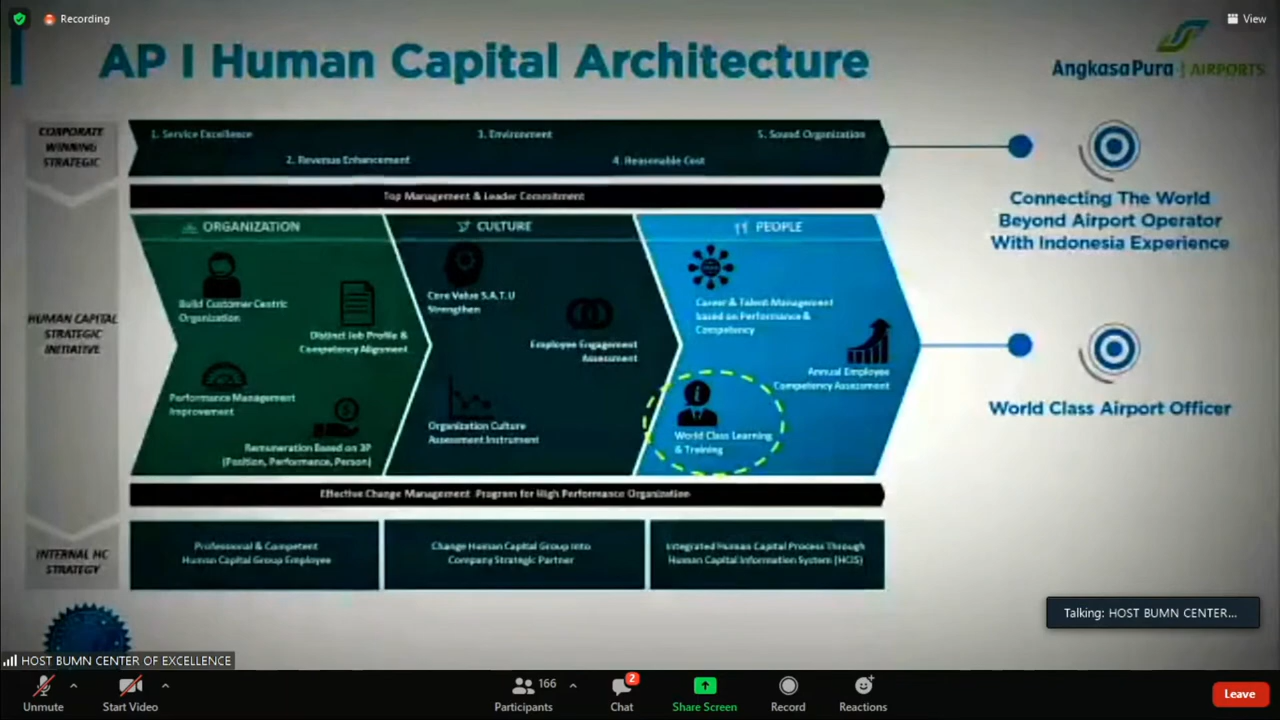 Recording
View
AP I Human Capital Architecture
AngkasaPura | AIRPORTS
CORPORATE
WINNING
STRATEGIC
1. Service Excellence
3. Environment
5. Sound Organization
2. Revenue Enhancement
4. Reasonable Cost
Top Management & Leader Commitment
Connecting The World
Beyond Airport Operator
With Indonesia Experience
HUMAN CAPITAL
STRATEGIC
INITIATIVE
ORGANIZATION
Build Customer Centric
Organization
Distinct Job Profile &
Competency Alignment
Performance Management
Improvement
Remuneration Based on 3P
(Position, Performance, Person)
CULTURE
Core Value S.A.T.U
Strengthen
Employee Engagement
Assessment
Organization Culture
Assessment Instrument
PEOPLE
Career & Talent Management
based on Performance &
Competency
Annual Employee
Competency Assessment
World Class Learning
& Training
World Class Airport Officer
Effective Change Management Program for High Performance Organization
INTERNAL HC
STRATEGY
Professional & Competent
Human Capital Group Employee
Change Human Capital Group into
Company Strategic Partner
Integrated Human Capital Process Through
Human Capital Information System (HCIS)
Talking: HOST BUMN CENTER...
HOST BUMN CENTER OF EXCELLENCE
Unmute
Start Video
166
Participants
2
Chat
Share Screen
Record
Reactions
Leave